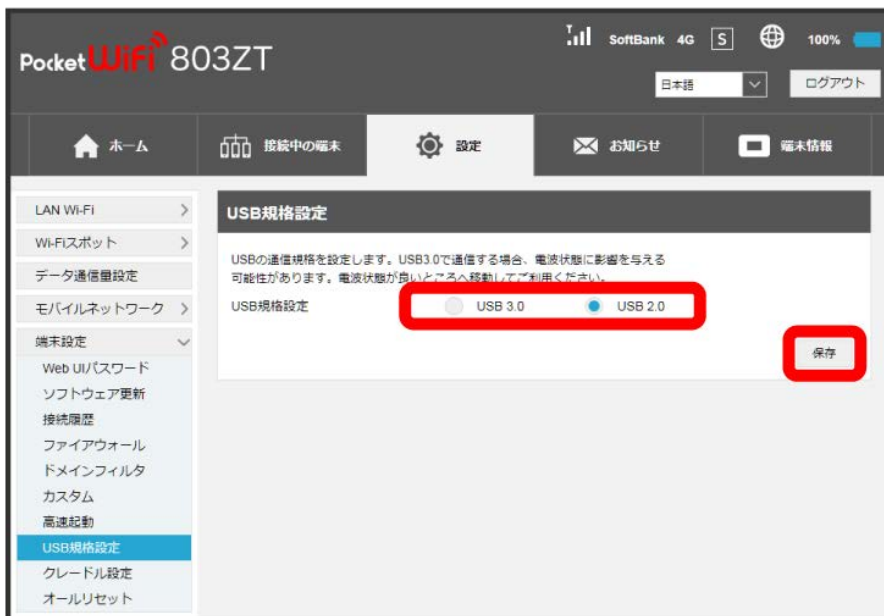 SoftBank 4G S 100%
Pocket WiFi 803ZT
日本語 ログアウト
ホーム 接続中の端末 設定 お知らせ 端末情報
LAN Wi-Fi
Wi-Fiスポット
データ通信量設定
モバイルネットワーク
端末設定
Web UIパスワード
ソフトウェア更新
接続履歴
ファイアウォール
ドメインフィルタ
カスタム
高速起動
USB規格設定
クレードル設定
オールリセット
USB規格設定
USBの通信規格を設定します。USB3.0で通信する場合、電波状態に影響を与える
可能性があります。電波状態が良いところへ移動してご利用ください。
USB規格設定 USB 3.0 USB 2.0
保存